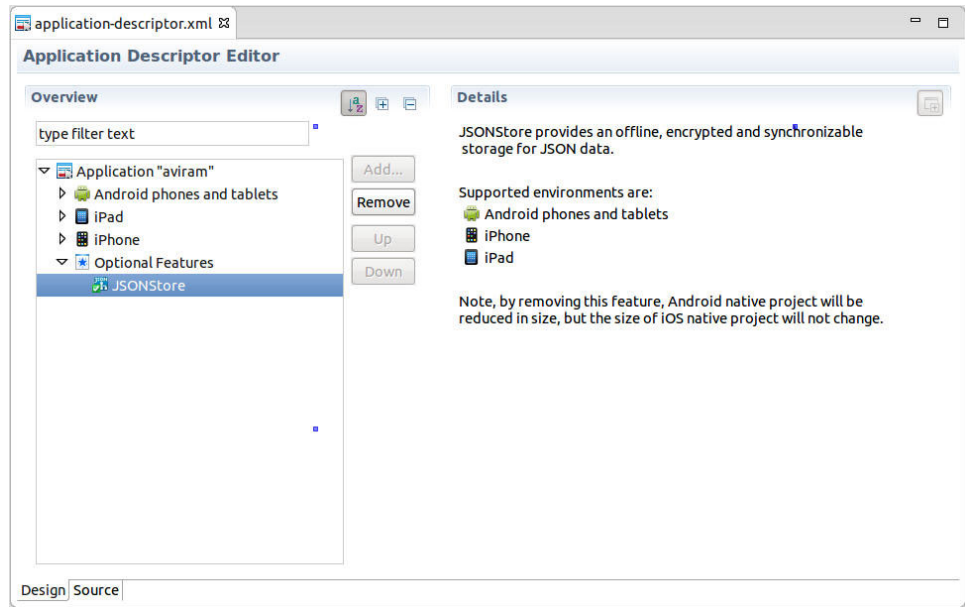 application-descriptor.xml
Application Descriptor Editor
Overview
type filter text
Application "aviram"
Android phones and tablets
iPad
iPhone
Optional Features
JSONStore
Add...
Remove
Up
Down
Details
JSONStore provides an offline, encrypted and synchronizable
storage for JSON data.
Supported environments are:
Android phones and tablets
iPhone
iPad
Note, by removing this feature, Android native project will be
reduced in size, but the size of iOS native project will not change.
Design
Source